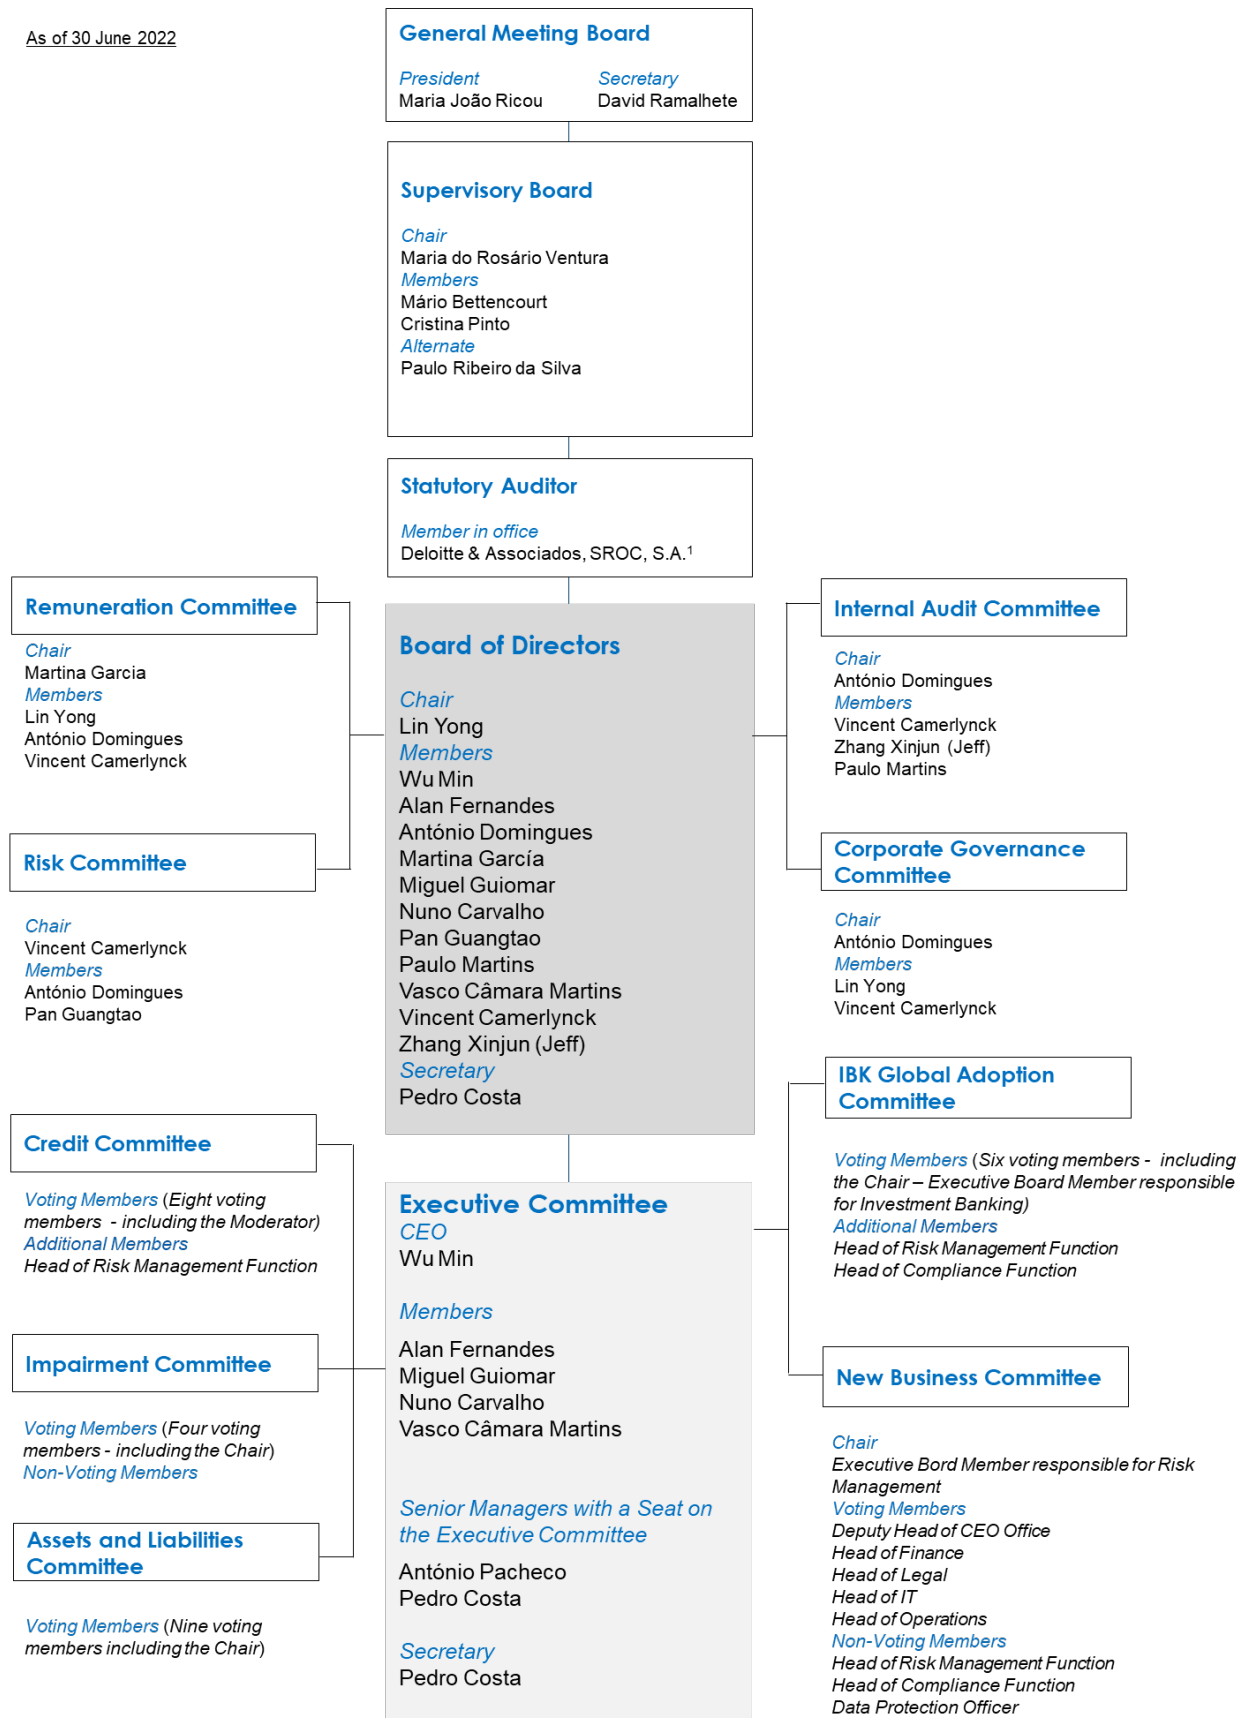 As of 30 June 2022
General Meeting Board
President
Secretary
Maria João Ricou
David Ramalhete
Supervisory Board
Chair
Maria do Rosário Ventura
Members
Mário Bettencourt
Cristina Pinto
Alternate
Paulo Ribeiro da Silva
Statutory Auditor
Member in office
Deloitte & Associados, SROC, S.A.¹
Remuneration Committee
Chair
Martina Garcia
Members
Lin Yong
António Domingues
Vincent Camerlynck
Risk Committee
Chair
Vincent Camerlynck
Members
António Domingues
Pan Guangtao
Board of Directors
Chair
Lin Yong
Members
Wu Min
Alan Fernandes
António Domingues
Martina García
Miguel Guiomar
Nuno Carvalho
Pan Guangtao
Paulo Martins
Vasco Câmara Martins
Vincent Camerlynck
Zhang Xinjun (Jeff)
Secretary
Pedro Costa
Internal Audit Committee
Chair
António Domingues
Members
Vincent Camerlynck
Zhang Xinjun (Jeff)
Paulo Martins
Corporate Governance
Committee
Chair
António Domingues
Members
Lin Yong
Vincent Camerlynck
Credit Committee
Voting Members (Eight voting
members - including the Moderator)
Additional Members
Head of Risk Management Function
Impairment Committee
Voting Members (Four voting
members - including the Chair)
Non-Voting Members
Assets and Liabilities
Committee
Voting Members (Nine voting
members including the Chair)
Executive Committee
CEO
Wu Min
Members
Alan Fernandes
Miguel Guiomar
Nuno Carvalho
Vasco Câmara Martins
Senior Managers with a Seat on
the Executive Committee
António Pacheco
Pedro Costa
Secretary
Pedro Costa
IBK Global Adoption
Committee
Voting Members (Six voting members - including
the Chair – Executive Board Member responsible
for Investment Banking)
Additional Members
Head of Risk Management Function
Head of Compliance Function
New Business Committee
Chair
Executive Bord Member responsible for Risk
Management
Voting Members
Deputy Head of CEO Office
Head of Finance
Head of Legal
Head of IT
Head of Operations
Non-Voting Members
Head of Risk Management Function
Head of Compliance Function
Data Protection Officer